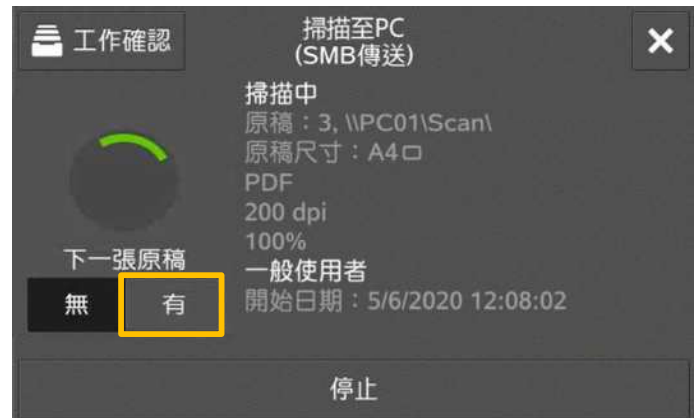 工作確認
掃描至PC
(SMB傳送)
掃描中
原稿：3, \\PC01\Scan\
原稿尺寸：A4
PDF
200 dpi
100%
一般使用者
開始日期：5/6/2020 12:08:02
下一張原稿
無
有
停止